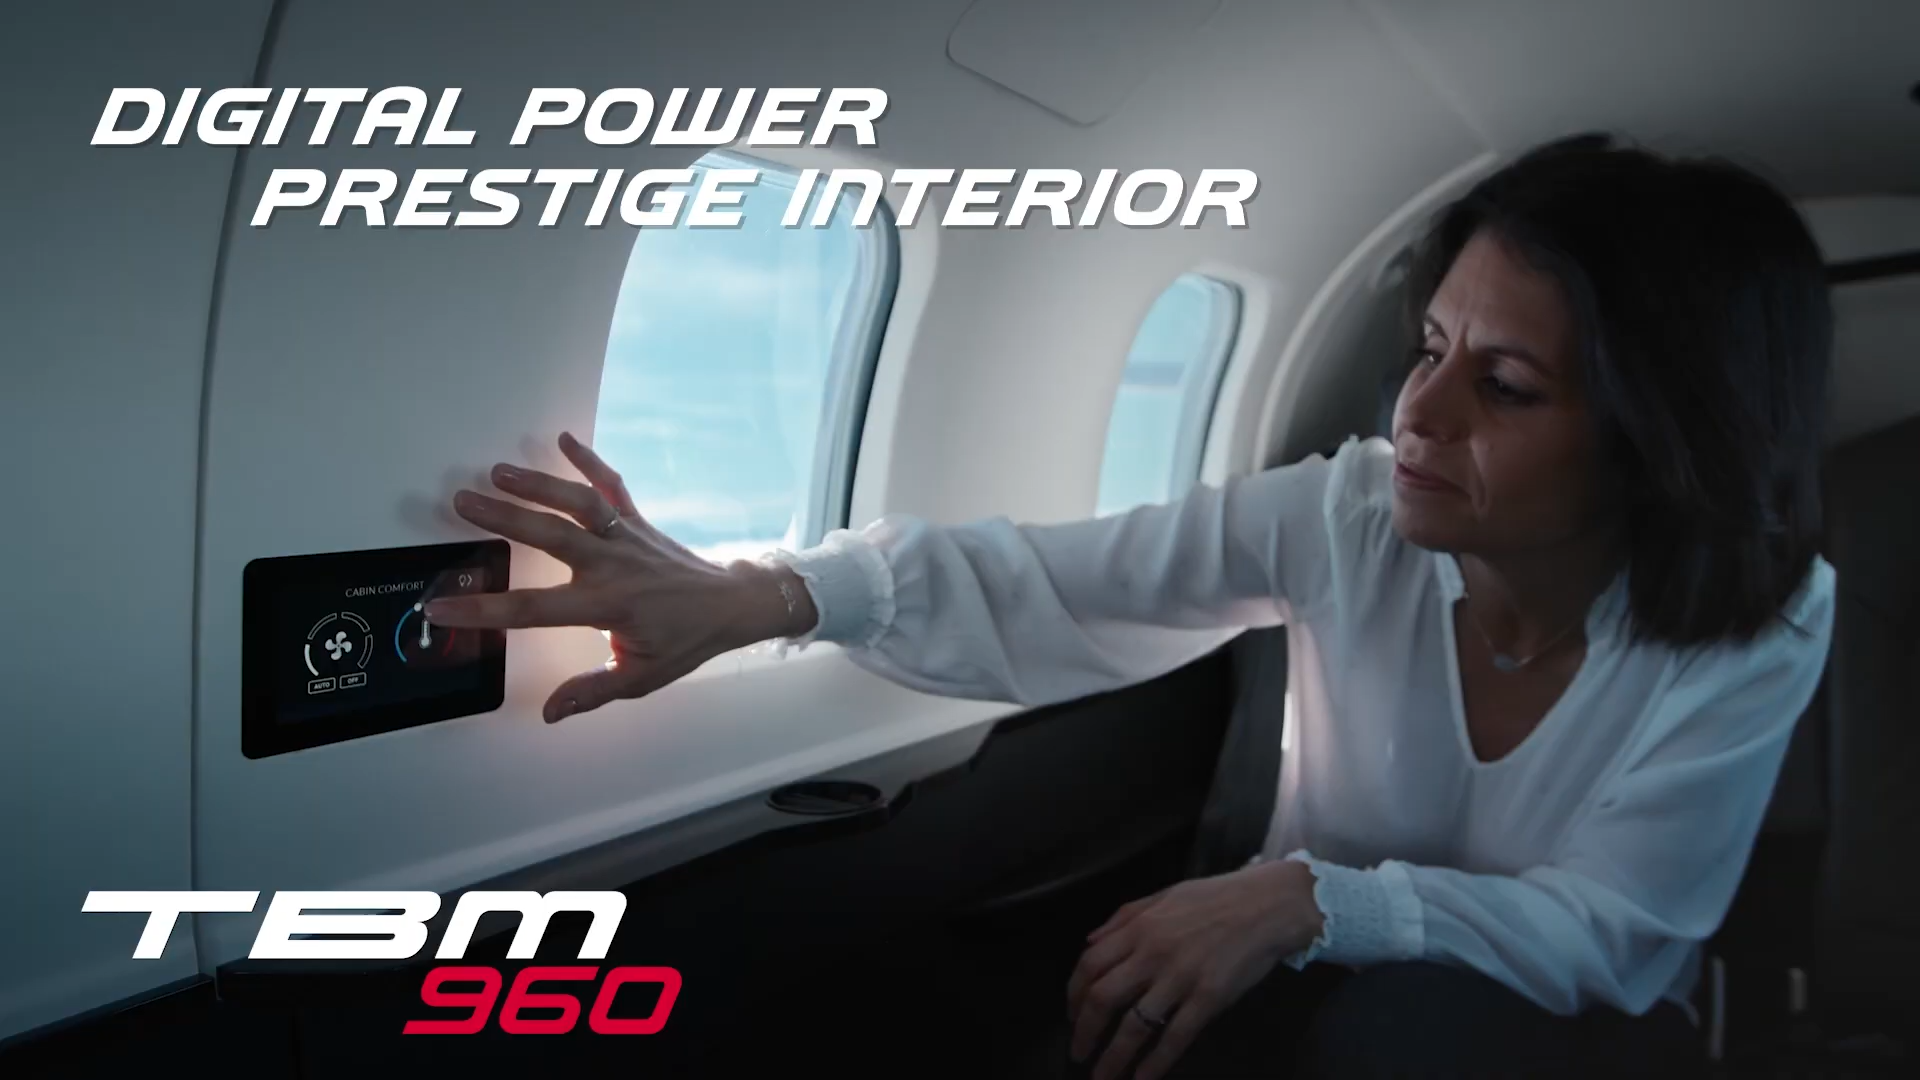 DIGITAL POWER
PRESTIGE INTERIOR
CABIN COMFORT
AUTO OFF
TBM
960